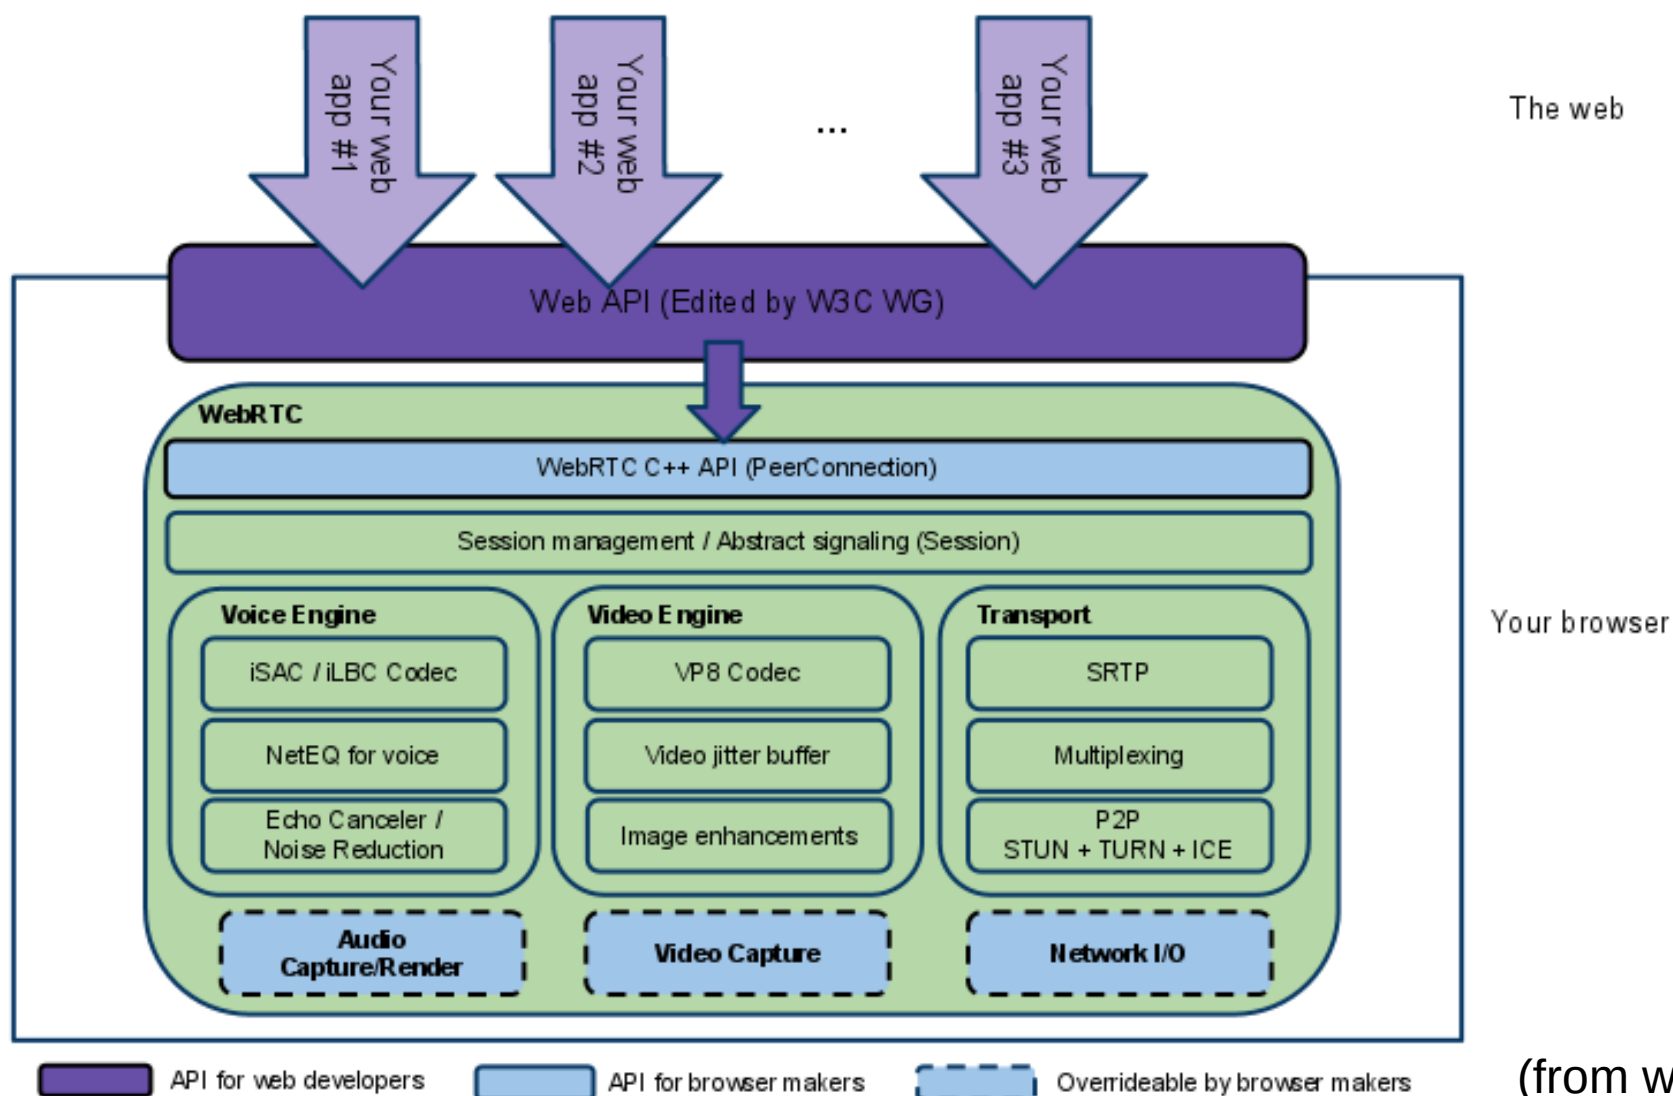 Your web
app #1
Your web
app #2
...
Your web
app #3
The web
Web API (Edited by W3C WG)
WebRTC
WebRTC C++ API (PeerConnection)
Session management / Abstract signaling (Session)
Your browser
Voice Engine
iSAC / iLBC Codec
NetEQ for voice
Echo Canceler /
Noise Reduction
Video Engine
VP8 Codec
Video jitter buffer
Image enhancements
Transport
SRTP
Multiplexing
P2P
STUN + TURN + ICE
Audio
Capture/Render
Video Capture
Network I/O
API for web developers
API for browser makers
Overrideable by browser makers
(from